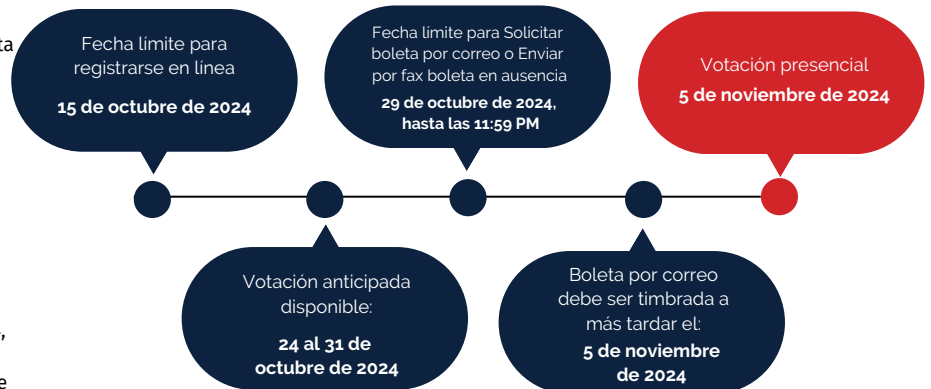 ta
Fecha límite para
registrarse en línea
15 de octubre de 2024
Fecha límite para Solicitar
boleta por correo o Enviar
por fax boleta en ausencia
29 de octubre de 2024,
hasta las 11:59 PM
Votación presencial
5 de noviembre de 2024
Votación anticipada
disponible:
24 al 31 de
octubre de 2024
Boleta por correo
debe ser timbrada a
más tardar el:
5 de noviembre
de 2024
,
e